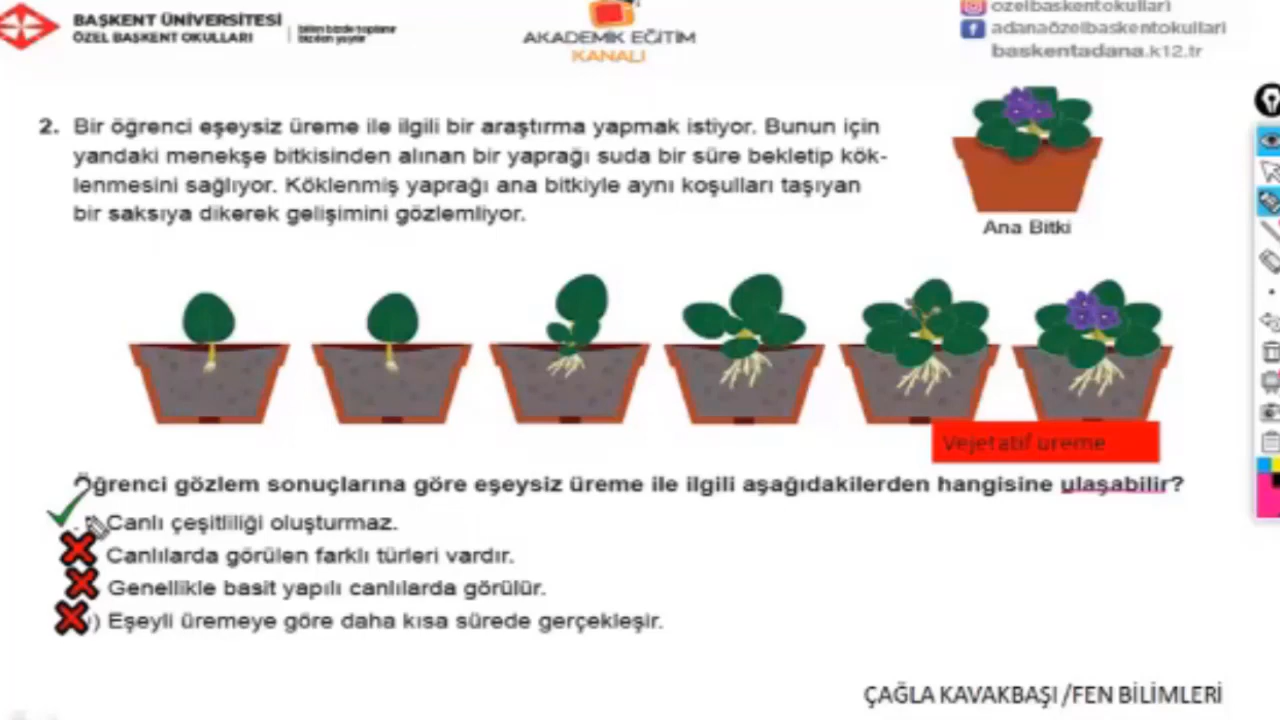 BAŞKENT ÜNİVERSİTESİ
ÖZEL BAŞKENT OKULLARI
AKADEMİK EĞİTİM
KANALI
ozelbaskentokullari
adanaözelbaskentokullari
baskentadana.k12.tr
2. Bir öğrenci eşeysiz üreme ile ilgili bir araştırma yapmak istiyor. Bunun için
yandaki menekşe bitkisinden alınan bir yaprağı suda bir süre bekletip kök-
lenmesini sağlıyor. Köklenmiş yaprağı ana bitkiyle aynı koşulları taşıyan
bir saksıya dikerek gelişimini gözlemliyor.
Ana Bitki
Vejetatif üreme
Öğrenci gözlem sonuçlarına göre eşeysiz üreme ile ilgili aşağıdakilerden hangisine ulaşabilir?
Canlı çeşitliliği oluşturmaz.
Canlılarda görülen farklı türleri vardır.
Genellikle basit yapılı canlılarda görülür.
) Eşeyli üremeye göre daha kısa sürede gerçekleşir.
ÇAĞLA KAVAKBAŞI /FEN BİLİMLERİ